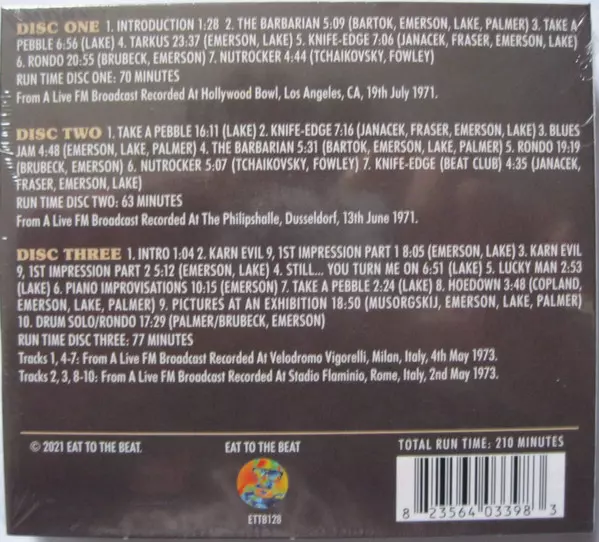 DISC ONE 1. INTRODUCTION 1:28 2. THE BARBARIAN 5:09 (BARTOK, EMERSON, LAKE, PALMER) 3. TAKE A
PEBBLE 6:56 (LAKE) 4. TARKUS 23:37 (EMERSON, LAKE) 5. KNIFE-EDGE 7:06 (JANACEK, FRASER, EMERSON, LAKE)
6. RONDO 20:55 (BRUBECK, EMERSON) 7. NUTROCKER 4:44 (TCHAIKOVSKY, FOWLEY)
RUN TIME DISC ONE: 70 MINUTES
From A Live FM Broadcast Recorded At Hollywood Bowl, Los Angeles, CA, 19th July 1971.
DISC TWO 1. TAKE A PEBBLE 16:11 (LAKE) 2. KNIFE-EDGE 7:16 (JANACEK, FRASER, EMERSON, LAKE) 3. BLUES
JAM 4:48 (EMERSON, LAKE, PALMER) 4. THE BARBARIAN 5:31 (BARTOK, EMERSON, LAKE, PALMER) 5. RONDO 19:19
(BRUBECK, EMERSON) 6. NUTROCKER 5:07 (TCHAIKOVSKY, FOWLEY) 7. KNIFE-EDGE (BEAT CLUB) 4:35 (JANACEK,
FRASER, EMERSON, LAKE)
RUN TIME DISC TWO: 63 MINUTES
From A Live FM Broadcast Recorded At The Philipshalle, Dusseldorf, 13th June 1971.
DISC THREE 1. INTRO 1:04 2. KARN EVIL 9, 1ST IMPRESSION PART 1 8:05 (EMERSON, LAKE) 3. KARN EVIL
9, 1ST IMPRESSION PART 2 5:12 (EMERSON, LAKE) 4. STILL... YOU TURN ME ON 6:51 (LAKE) 5. LUCKY MAN 2:53
(LAKE) 6. PIANO IMPROVISATIONS 10:15 (EMERSON) 7. TAKE A PEBBLE 2:24 (LAKE) 8. HOEDOWN 3:48 (COPLAND,
EMERSON, LAKE, PALMER) 9. PICTURES AT AN EXHIBITION 18:50 (MUSORGSKIJ, EMERSON, LAKE, PALMER)
10. DRUM SOLO/RONDO 17:29 (PALMER/BRUBECK, EMERSON)
RUN TIME DISC THREE: 77 MINUTES
Tracks 1, 4-7: From A Live FM Broadcast Recorded At Velodromo Vigorelli, Milan, Italy, 4th May 1973.
Tracks 2, 3, 8-10: From A Live FM Broadcast Recorded At Stadio Flaminio, Rome, Italy, 2nd May 1973.
© 2021 EAT TO THE BEAT.
EAT TO THE BEAT
ETTB128
TOTAL RUN TIME: 210 MINUTES
8 23564 03398 3